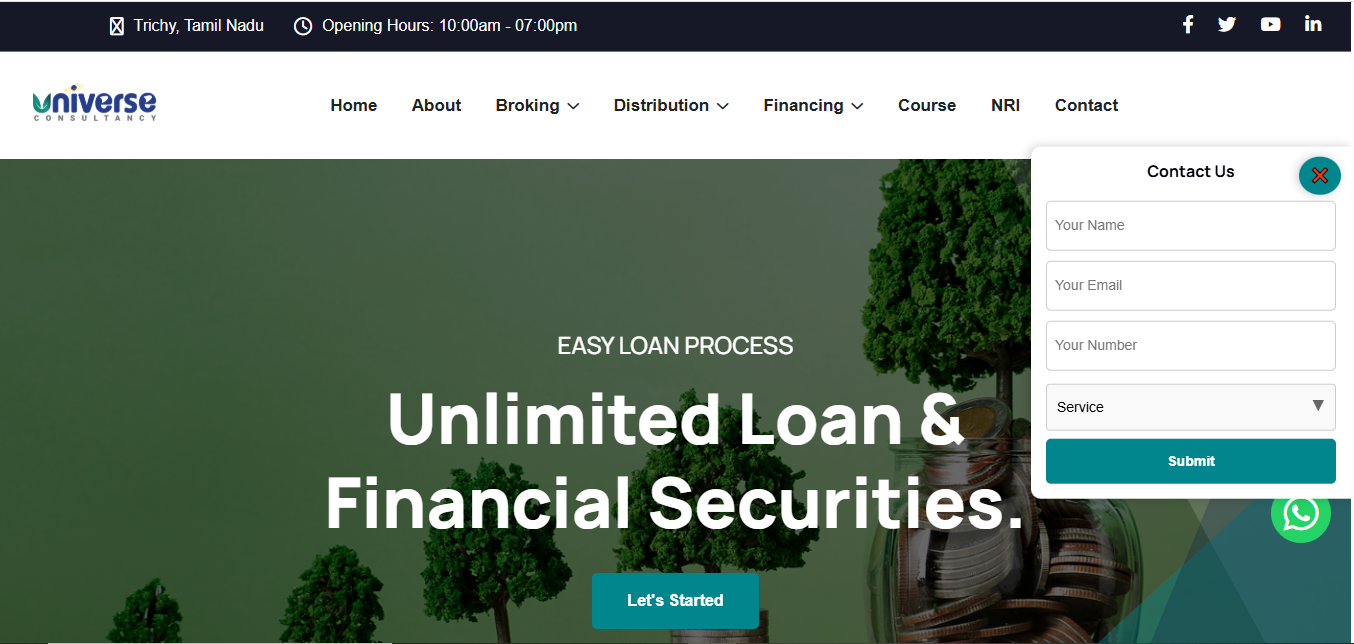 Trichy, Tamil Nadu
Opening Hours: 10:00am - 07:00pm
universe
CONSULTANCY
Home
About
Broking
Distribution
Financing
Course
NRI
Contact
Contact Us
Your Name
Your Email
Your Number
Service
Submit
EASY LOAN PROCESS
Unlimited Loan &
Financial Securities.
Let's Started